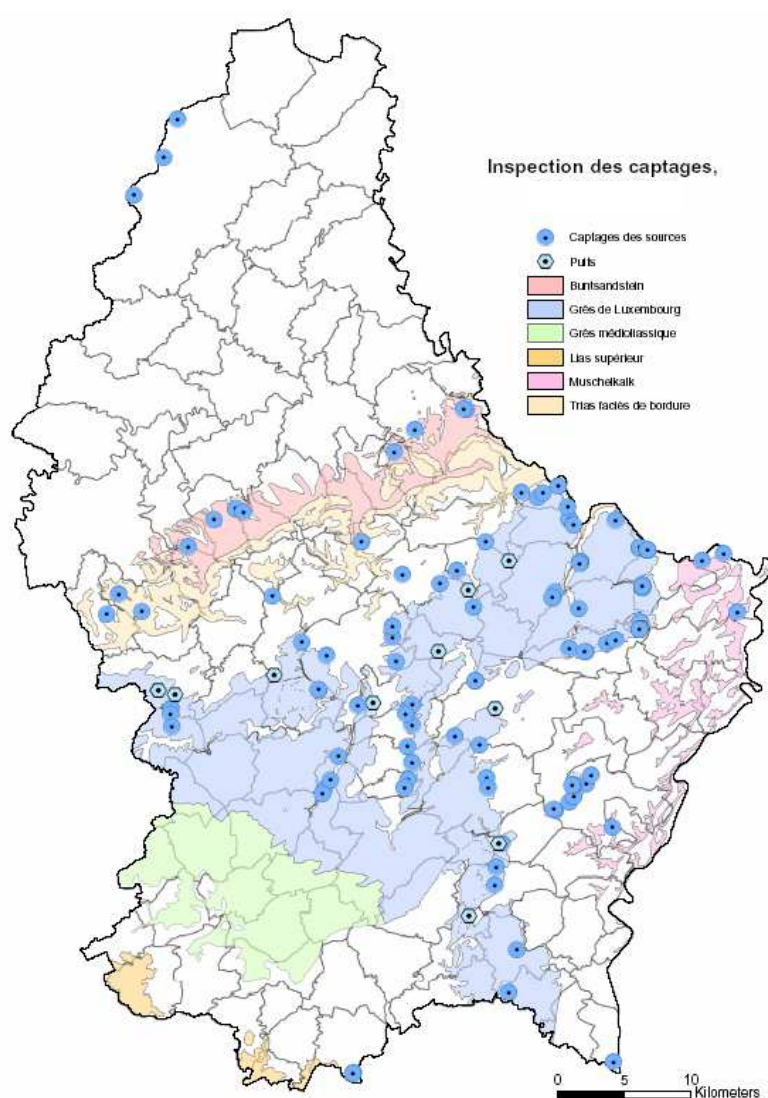 Inspection des captages,
Captages des sources
Puits
Buntsandstein
Grès de Luxembourg
Grès médioliassique
Lias supérieur
Muschelkalk
Trias faciès de bordure
0 5 10
Kilometers